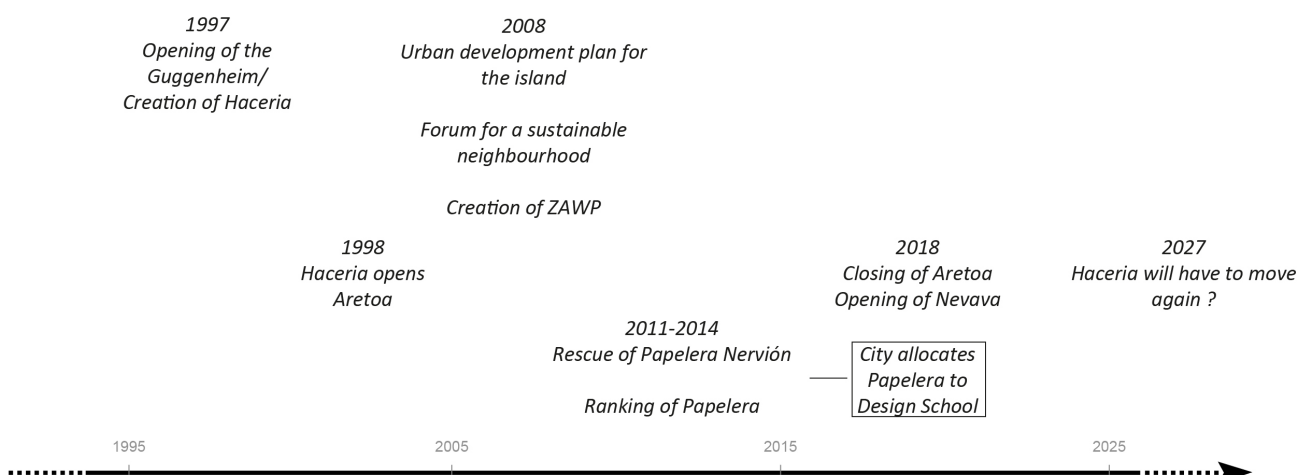 1997
Opening of the
Guggenheim/
Creation of Haceria
2008
Urban development plan for
the island
Forum for a sustainable
neighbourhood
Creation of ZAWP
1998
Haceria opens
Aretoa
2018
Closing of Aretoa
Opening of Nevava
2027
Haceria will have to move
again ?
2011-2014
Rescue of Papelera Nervión
Ranking of Papelera
City allocates
Papelera to
Design School
1995
2005
2015
2025